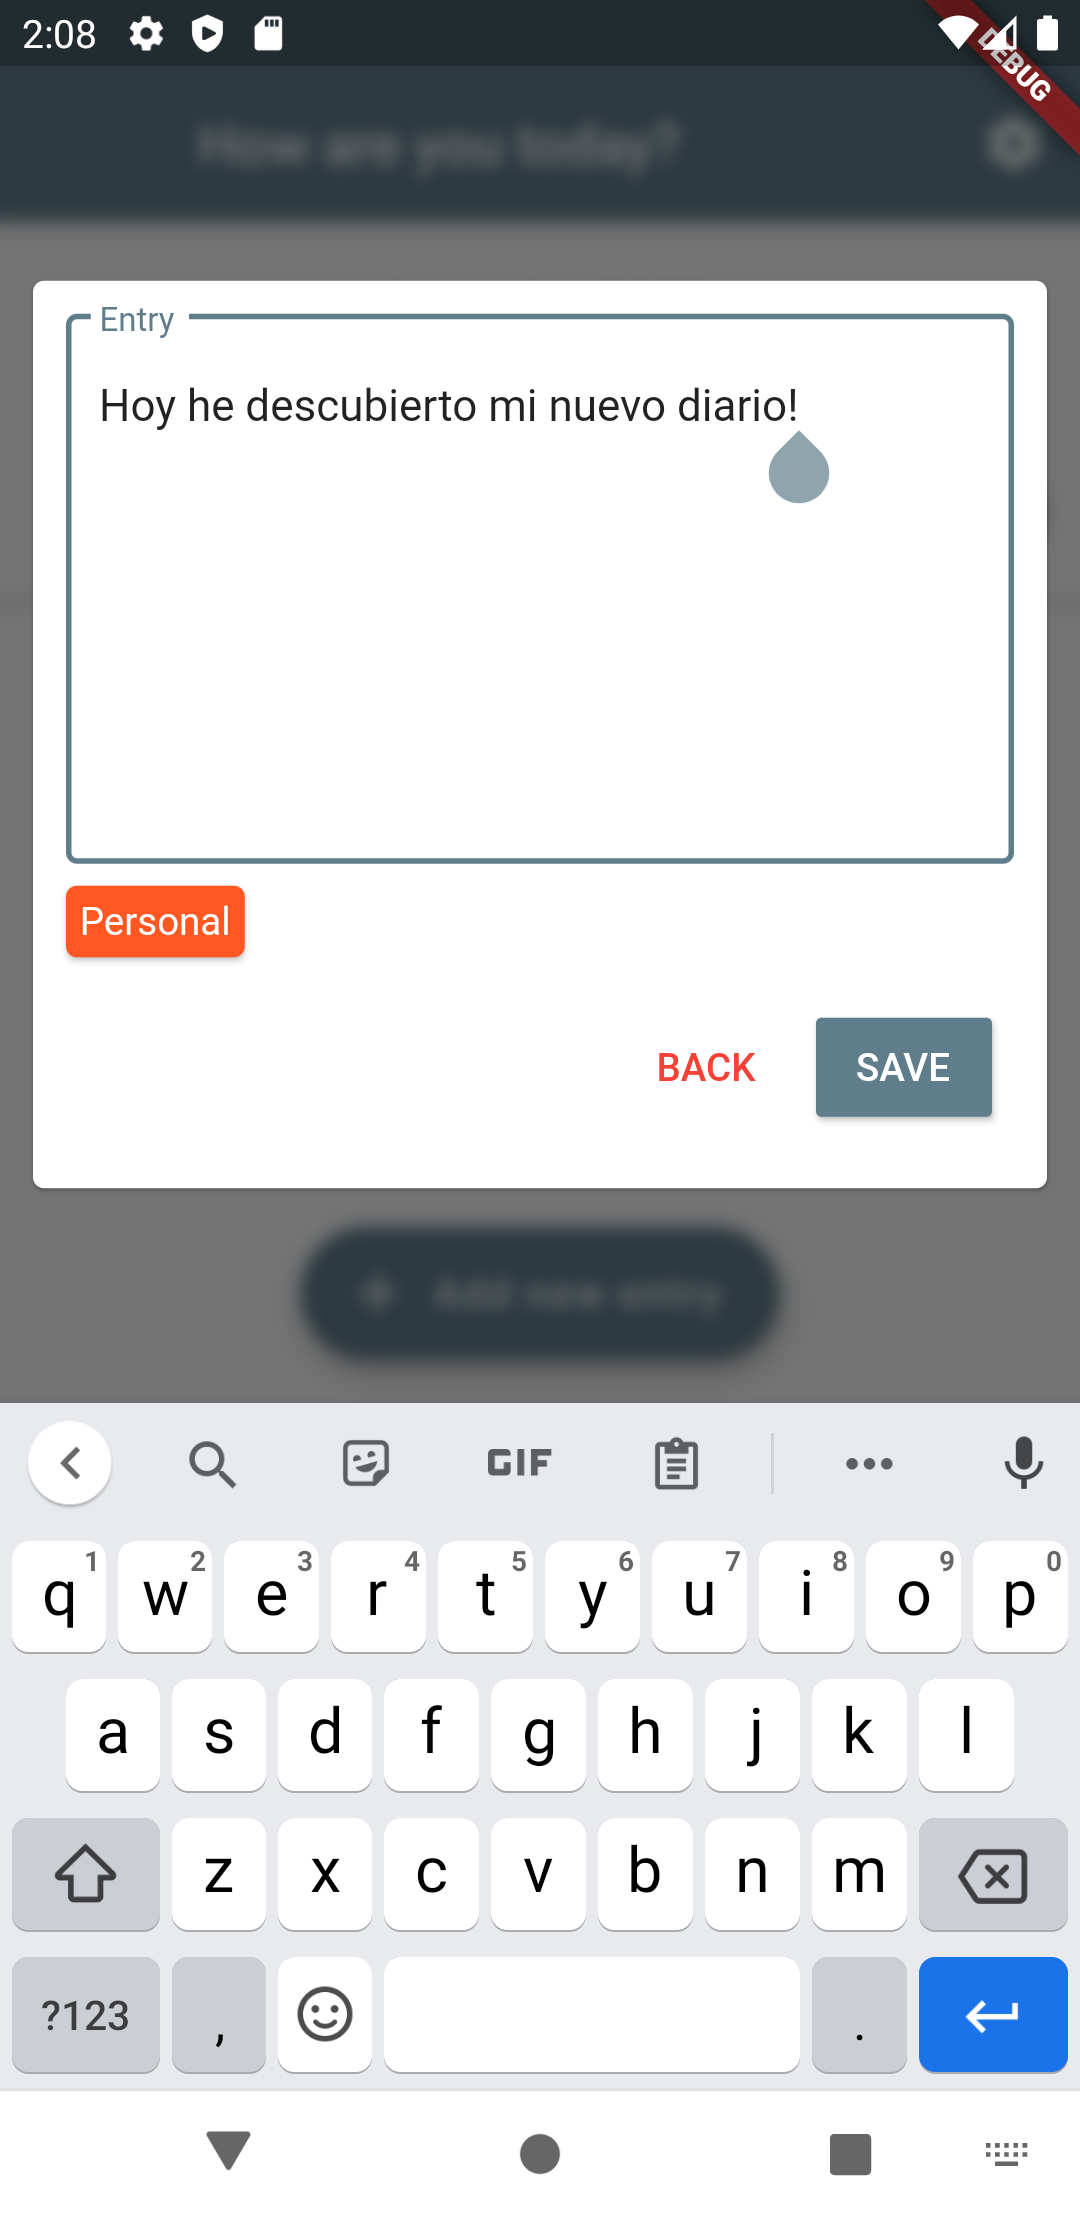 2:08
DEBUG
How are you today?
Entry
Hoy he descubierto mi nuevo diario!
Personal
BACK SAVE
+ Add new entry
GIF
q 1 w 2 e 3 r 4 t 5 y 6 u 7 i 8 o 9 p 0
a s d f g h j k l
z x c v b n m
?123 , .